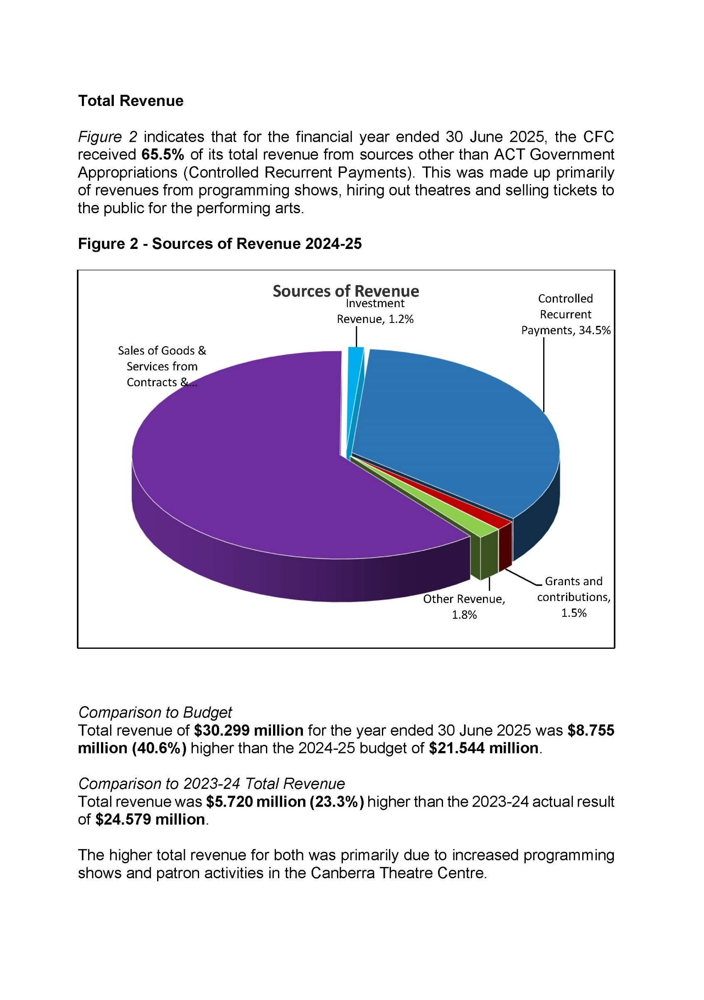 Total Revenue
Figure 2 indicates that for the financial year ended 30 June 2025, the CFC
received 65.5% of its total revenue from sources other than ACT Government
Appropriations (Controlled Recurrent Payments). This was made up primarily
of revenues from programming shows, hiring out theatres and selling tickets to
the public for the performing arts.
Figure 2 - Sources of Revenue 2024-25
Sources of Revenue
Investment
Revenue, 1.2%
Controlled
Recurrent
Payments, 34.5%
Sales of Goods &
Services from
Contracts &...
Grants and
contributions,
1.5%
Other Revenue,
1.8%
Comparison to Budget
Total revenue of $30.299 million for the year ended 30 June 2025 was $8.755
million (40.6%) higher than the 2024-25 budget of $21.544 million.
Comparison to 2023-24 Total Revenue
Total revenue was $5.720 million (23.3%) higher than the 2023-24 actual result
of $24.579 million.
The higher total revenue for both was primarily due to increased programming
shows and patron activities in the Canberra Theatre Centre.